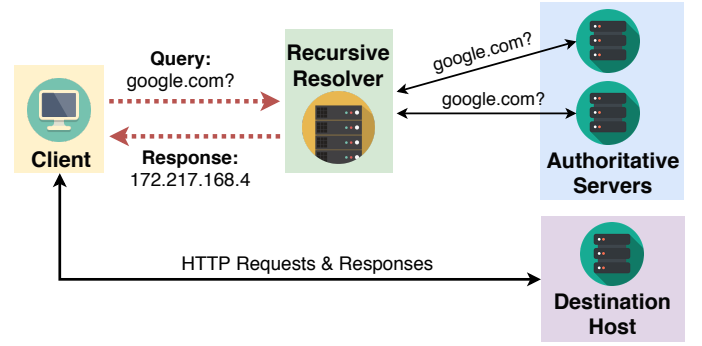 Query:
google.com?
Recursive
Resolver
google.com?
google.com?
Client
Response:
172.217.168.4
Authoritative
Servers
HTTP Requests & Responses
Destination
Host